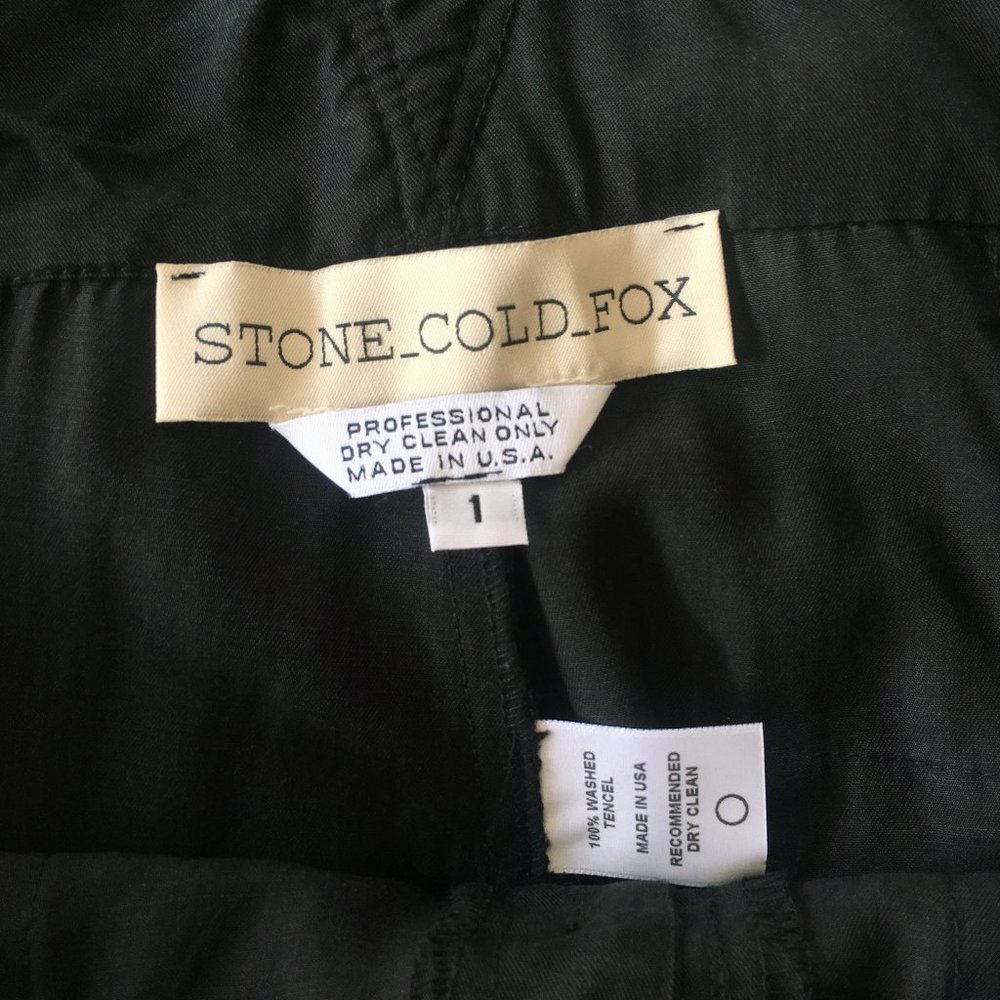 STONE_COLD_FOX
PROFESSIONAL
DRY CLEAN ONLY
MADE IN U.S.A.
1
100% WASHED
TENCEL
MADE IN USA
RECOMMENDED
DRY CLEAN